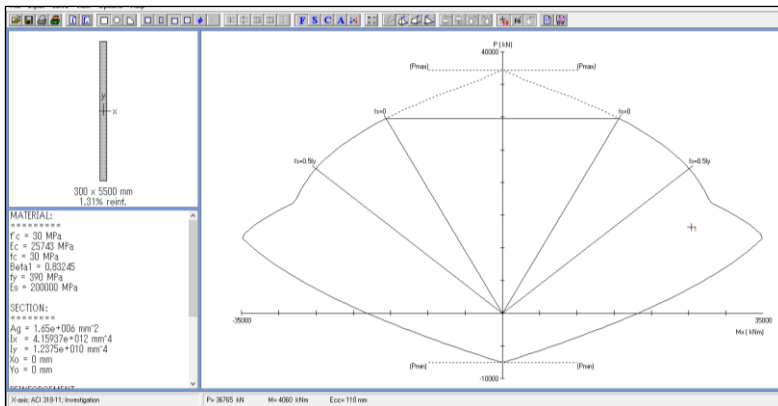 F S C A
y
x
300 x 5500 mm
1.31% reinf.
MATERIAL:
=========
f'c = 30 MPa
Ec = 25743 MPa
fc = 30 MPa
Beta1 = 0.83245
fy = 390 MPa
Es = 200000 MPa
SECTION:
========
Ag = 1.65e+006 mm^2
Ix = 4.15937e+012 mm^4
Iy = 1.2375e+010 mm^4
Xo = 0 mm
Yo = 0 mm
P [ kN]
40000
(Pmax) (Pmax)
fs=0 fs=0
fs=0.5fy fs=0.5fy
1
-35000 35000
Mx [ kNm]
(Pmin) (Pmin)
-10000
X-axis; ACI 318-11; Investigation P= 36765 kN M= 4060 kNm Ecc= 110 mm